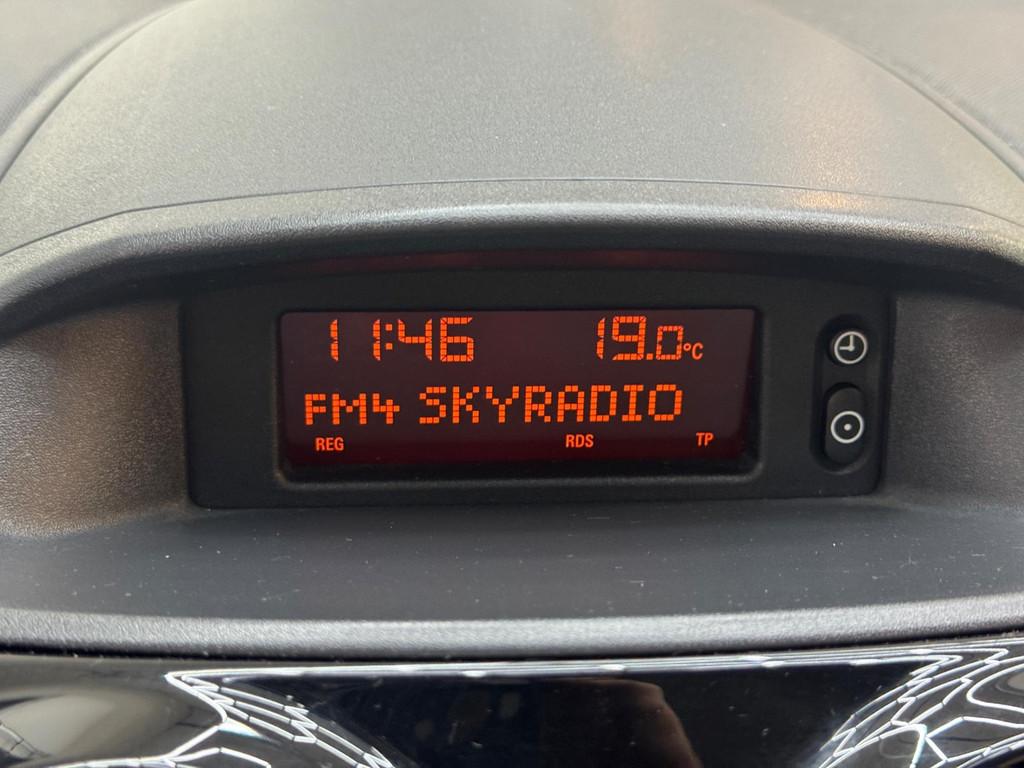 11:46 19.0°C
FM4 SKYRADIO
REG RDS TP